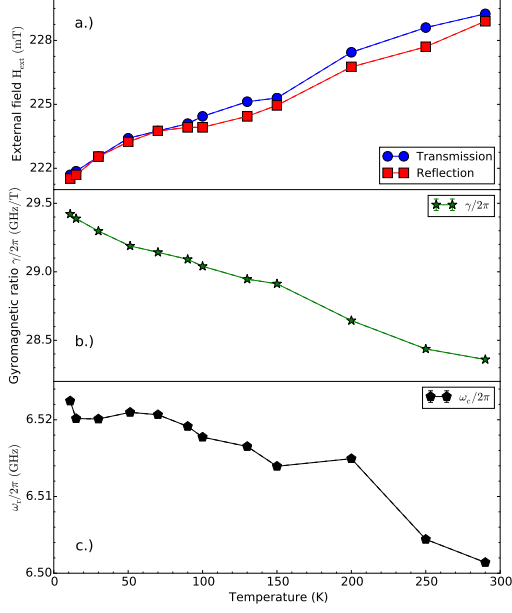 a.)
External field H_ext (mT)
228
225
222
Transmission
Reflection
29.5
29.0
28.5
Gyromagnetic ratio γ/2π (GHz/T)
γ/2π
b.)
6.52
6.51
6.50
ω_r/2π (GHz)
ω_c/2π
c.)
0 50 100 150 200 250 300
Temperature (K)